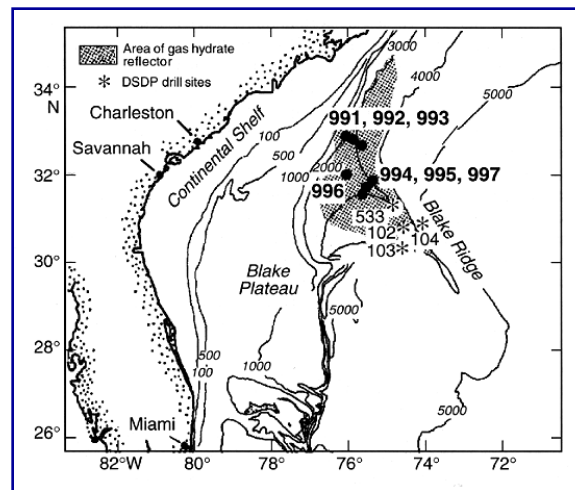 Area of gas hydrate
reflector
DSDP drill sites
34°
N
32°
30°
28°
26°
Charleston
Savannah
Continental Shelf
100
500
1000
2000
3000
4000
5000
991, 992, 993
994, 995, 997
996
533
102
104
103
Blake Ridge
Blake
Plateau
5000
500
100
1000
5000
Miami
82°W
80°
78°
76°
74°
72°